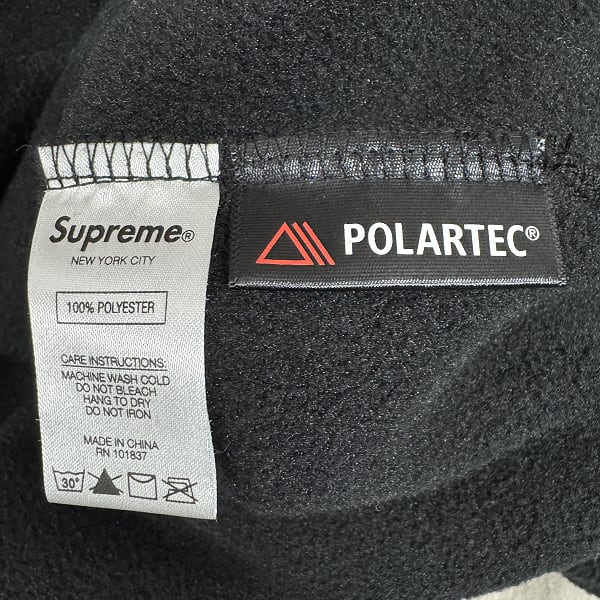 Supreme®
NEW YORK CITY
100% POLYESTER
CARE INSTRUCTIONS:
MACHINE WASH COLD
DO NOT BLEACH
HANG TO DRY
DO NOT IRON
MADE IN CHINA
RN 101837
30°
POLARTEC®